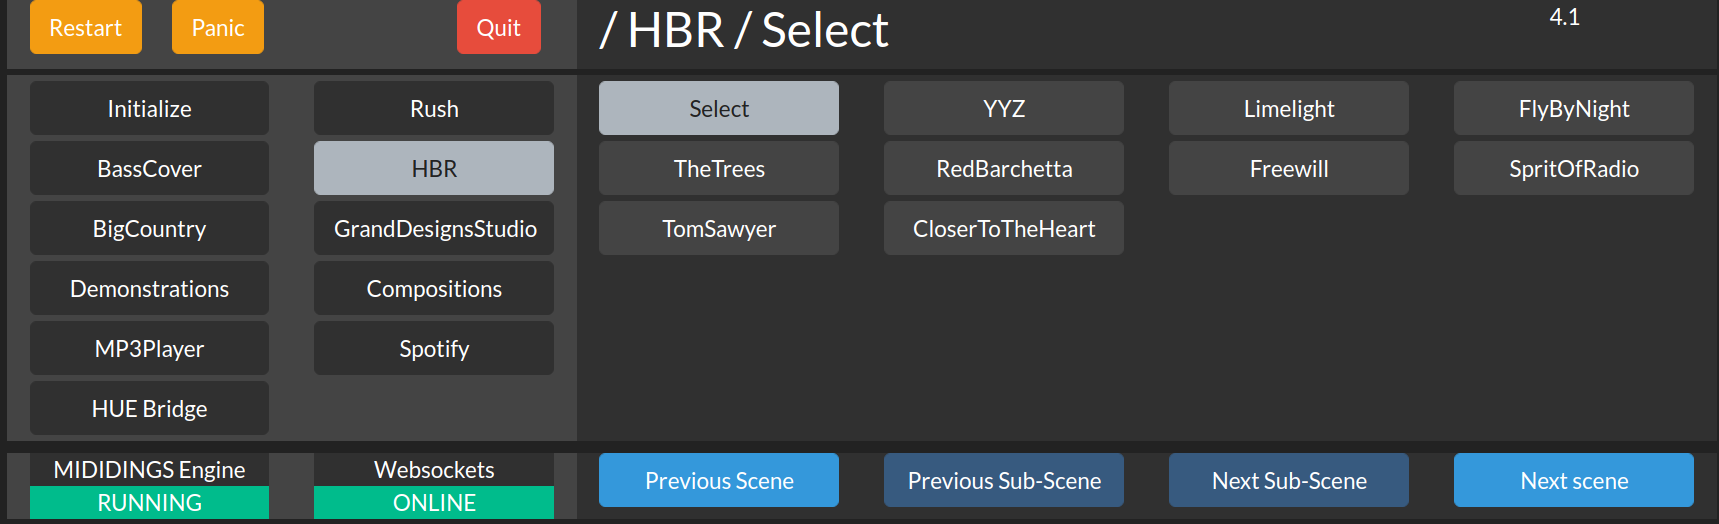 Restart Panic Quit
/ HBR / Select 4.1
Initialize Rush
BassCover HBR
BigCountry GrandDesignsStudio
Demonstrations Compositions
MP3Player Spotify
HUE Bridge
Select YYZ Limelight FlyByNight
TheTrees RedBarchetta Freewill SpritOfRadio
TomSawyer CloserToTheHeart
MIDIDINGS Engine Websockets
RUNNING ONLINE
Previous Scene Previous Sub-Scene Next Sub-Scene Next scene